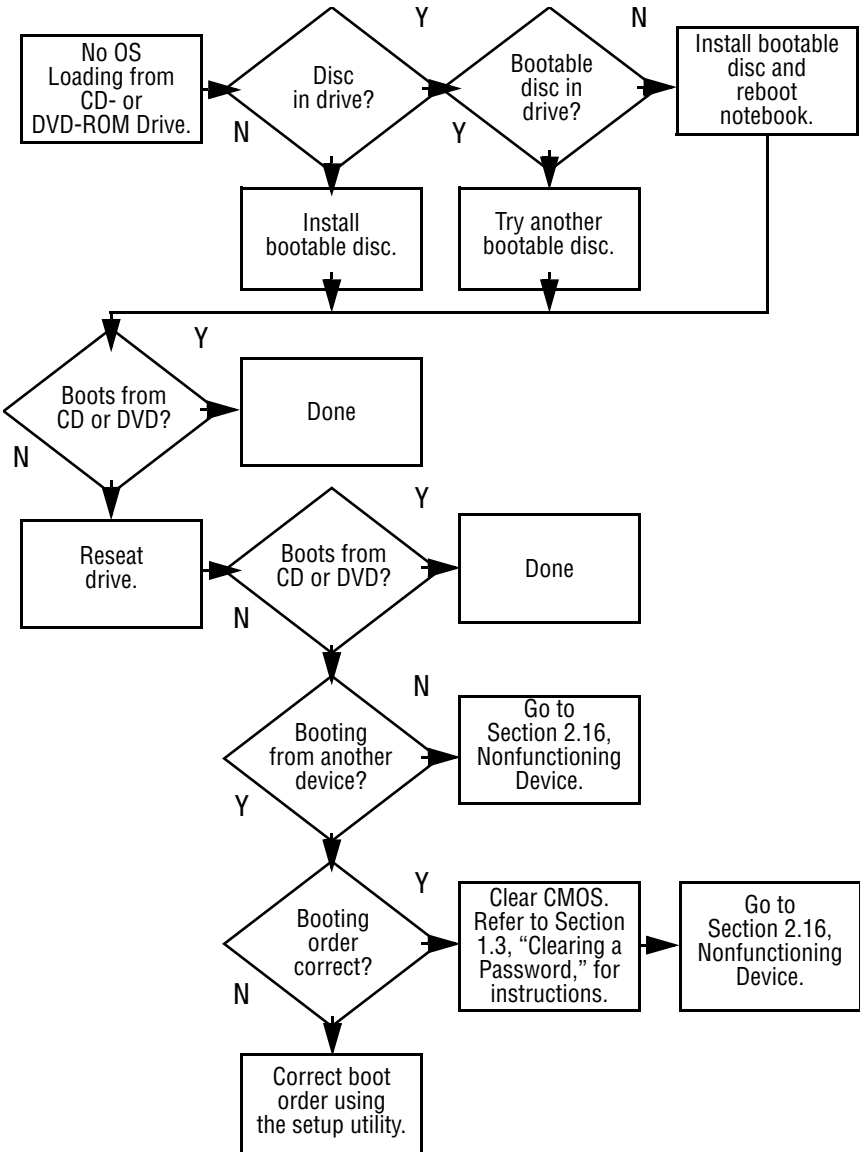 No OS
Loading from
CD- or
DVD-ROM Drive.
Disc
in drive?
Y
N
Bootable
disc in
drive?
N
Y
Install bootable
disc and
reboot
notebook.
Install
bootable disc.
Try another
bootable disc.
Boots from
CD or DVD?
Y
N
Done
Reseat
drive.
Boots from
CD or DVD?
Y
N
Done
Booting
from another
device?
N
Y
Go to
Section 2.16,
Nonfunctioning
Device.
Booting
order
correct?
Y
N
Clear CMOS.
Refer to Section
1.3, “Clearing a
Password,” for
instructions.
Go to
Section 2.16,
Nonfunctioning
Device.
Correct boot
order using
the setup utility.